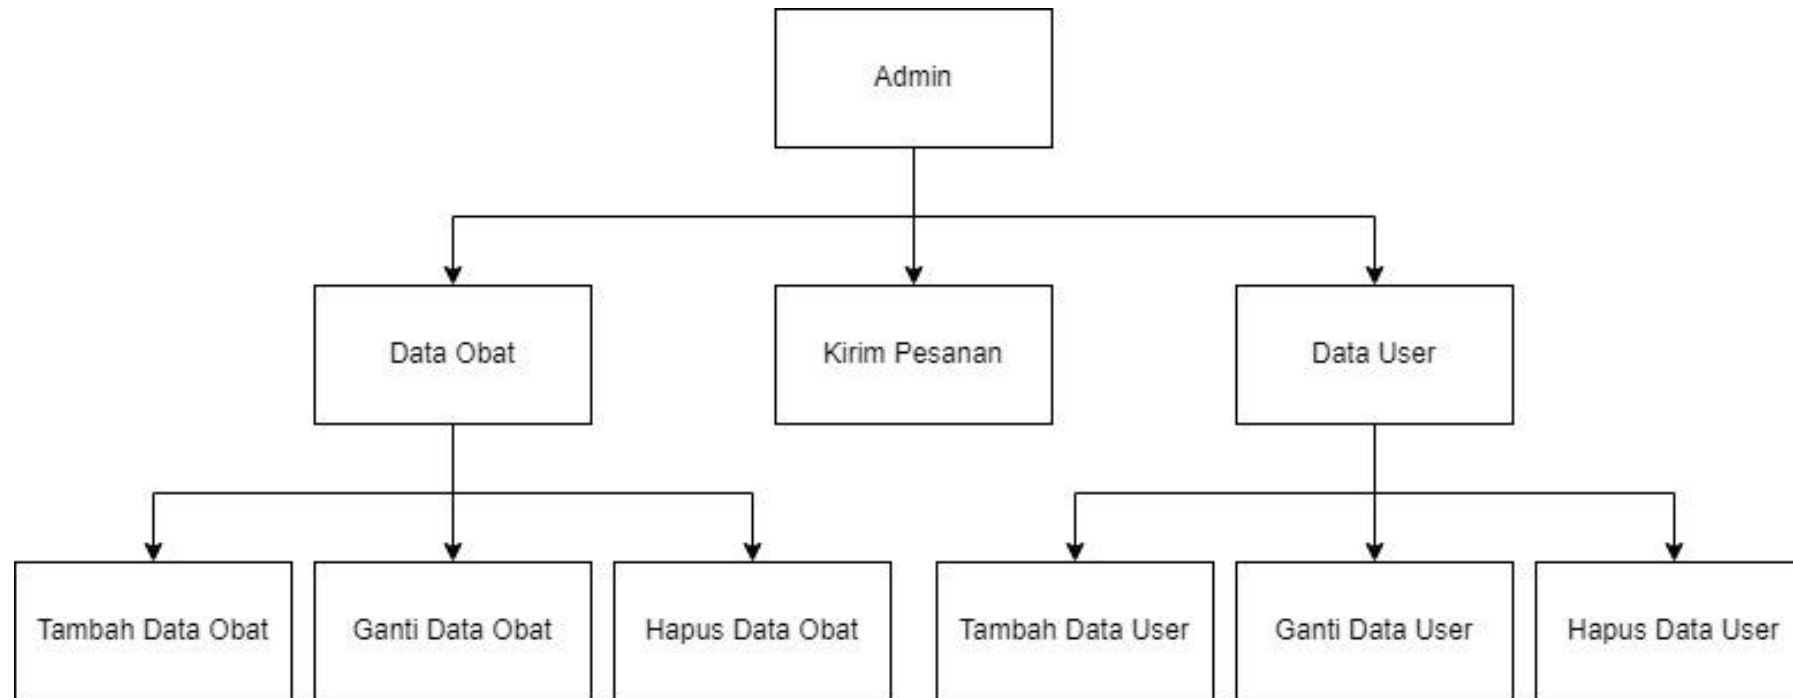 Admin
Data Obat
Kirim Pesanan
Data User
Tambah Data Obat
Ganti Data Obat
Hapus Data Obat
Tambah Data User
Ganti Data User
Hapus Data User